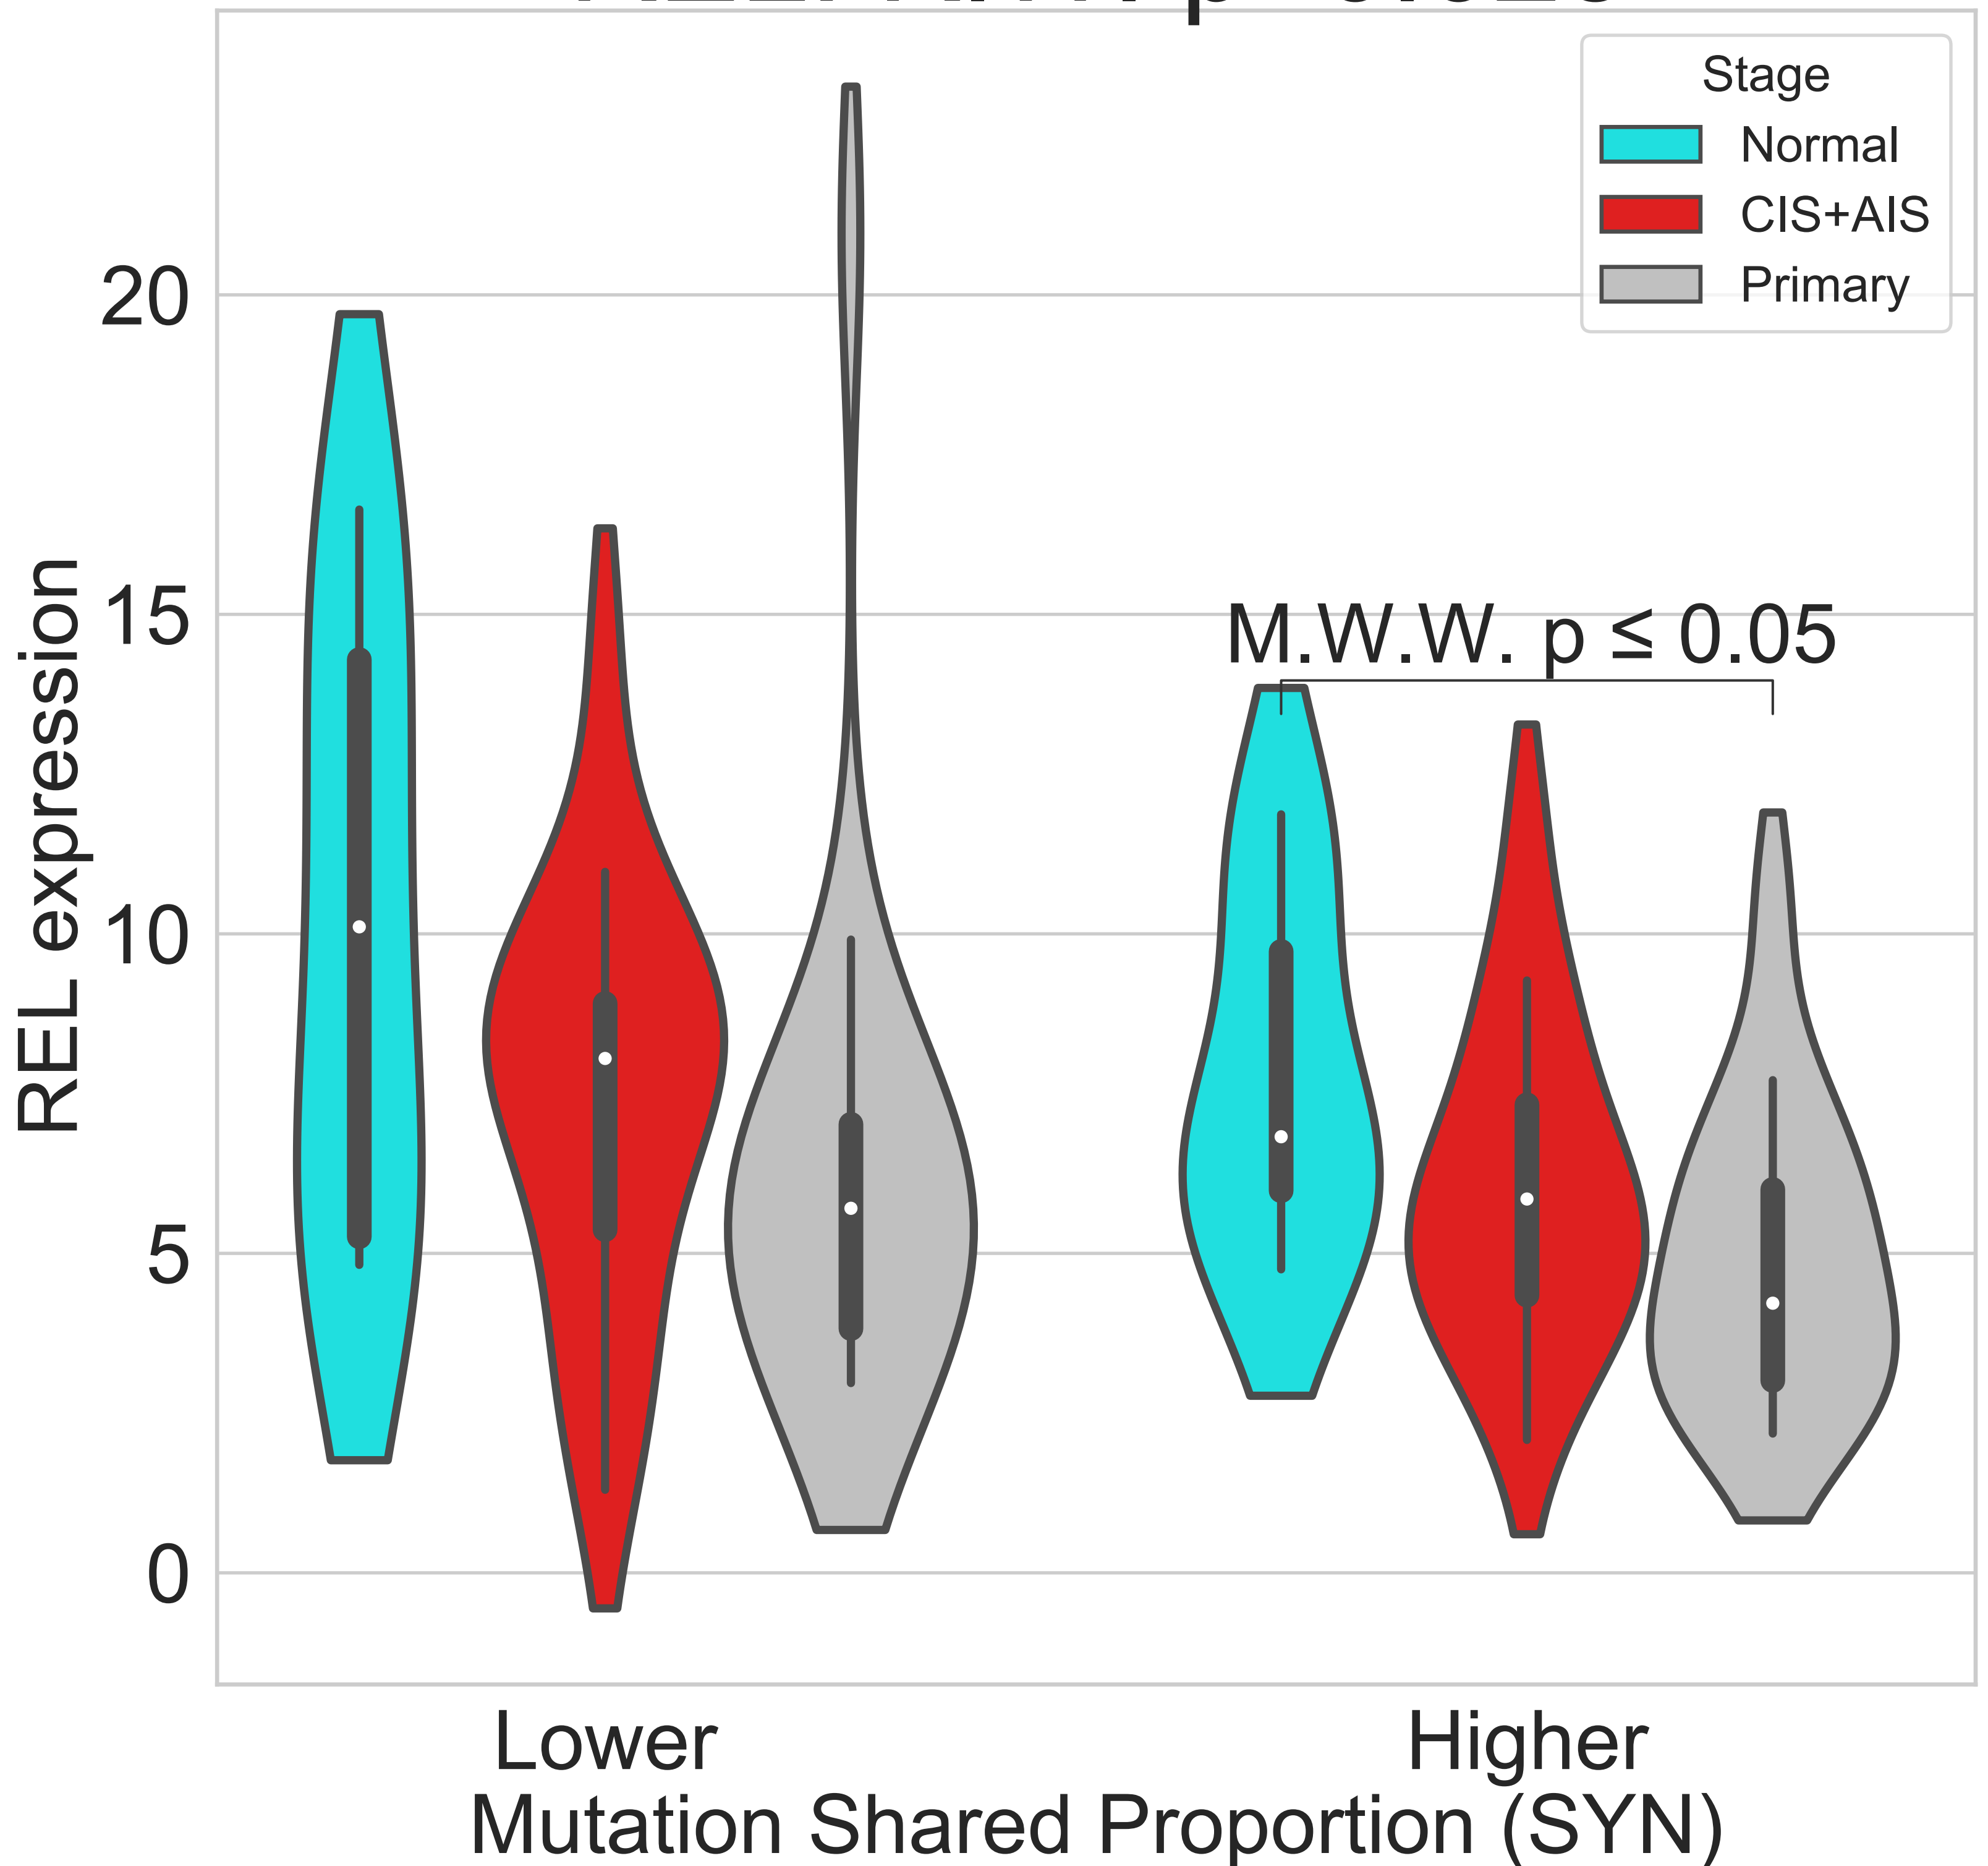 Stage
Normal
CIS+AIS
Primary
20
15
10
5
0
REL expression
M.W.W. p ≤ 0.05
Lower
Higher
Mutation Shared Proportion (SYN)